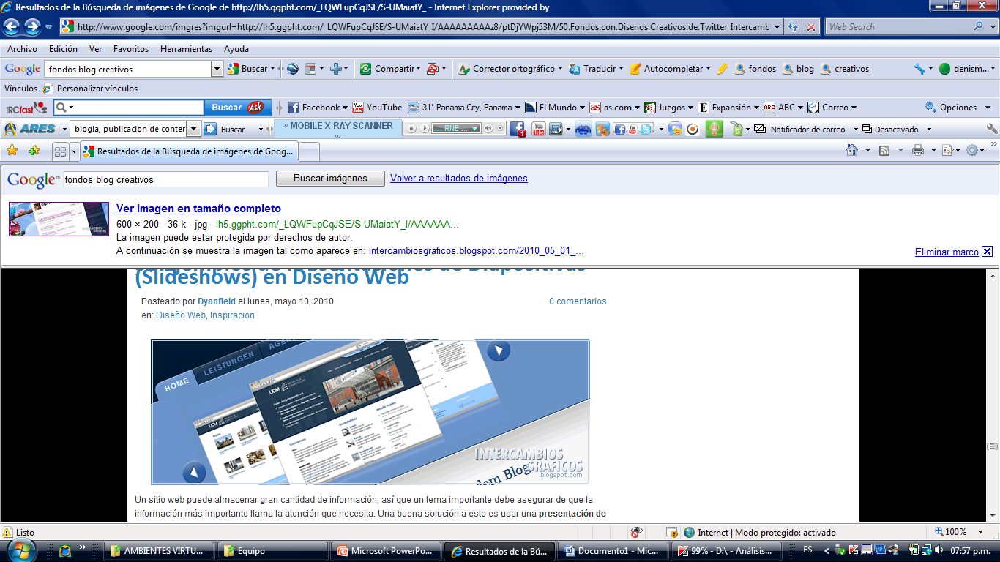 Resultados de la Búsqueda de imágenes de Google de http://lh5.ggpht.com/_LQWFupCqJSE/S-UMaiatY_ - Internet Explorer provided by
http://www.google.com/imgres?imgurl=http://lh5.ggpht.com/_LQWFupCqJSE/S-UMaiatY_I/AAAAAAAAAz8/ptDjYWpj53M/50.Fondos.con.Disenos.Creativos.de.Twitter_Intercamb
Web Search
Archivo Edición Ver Favoritos Herramientas Ayuda
Google fondos blog creativos Buscar Compartir Corrector ortográfico Traducir Autocompletar fondos blog creativos denism...
Vínculos Personalizar vínculos
IRCfast Buscar Ask Facebook YouTube 31° Panama City, Panama El Mundo as as.com Juegos E Expansión ABC ABC Correo Opciones
ARES blogia, publicacion de conter Buscar ∞ MOBILE X-RAY SCANNER ∞ .... RNE ... 1 Notificador de correo Desactivado
Resultados de la Búsqueda de imágenes de Goog...
Google™ fondos blog creativos Buscar imágenes Volver a resultados de imágenes
Ver imagen en tamaño completo
600 × 200 - 36 k - jpg - lh5.ggpht.com/_LQWFupCqJSE/S-UMaiatY_I/AAAAAA...
La imagen puede estar protegida por derechos de autor.
A continuación se muestra la imagen tal como aparece en: intercambiosgraficos.blogspot.com/2010_05_01_...
Eliminar marco
(Slideshows) en Diseño Web
Posteado por Dyanfield el lunes, mayo 10, 2010
0 comentarios
en: Diseño Web, Inspiracion
HOME LEISTUNGEN
UCM
UCM
INTERCAMBIOS
GRAFICOS
.blogspot.com
dem Blog
Un sitio web puede almacenar gran cantidad de información, así que un tema importante debe asegurar de que la
información más importante llama la atención que necesita. Una buena solución a esto es usar una presentación de
Listo
Internet | Modo protegido: activado
100%
AMBIENTES VIRTU... Equipo Microsoft PowerPo... Resultados de la Bú... Documento1 - Mic... 99% - D:\ - Análisis... ES 07:57 p.m.